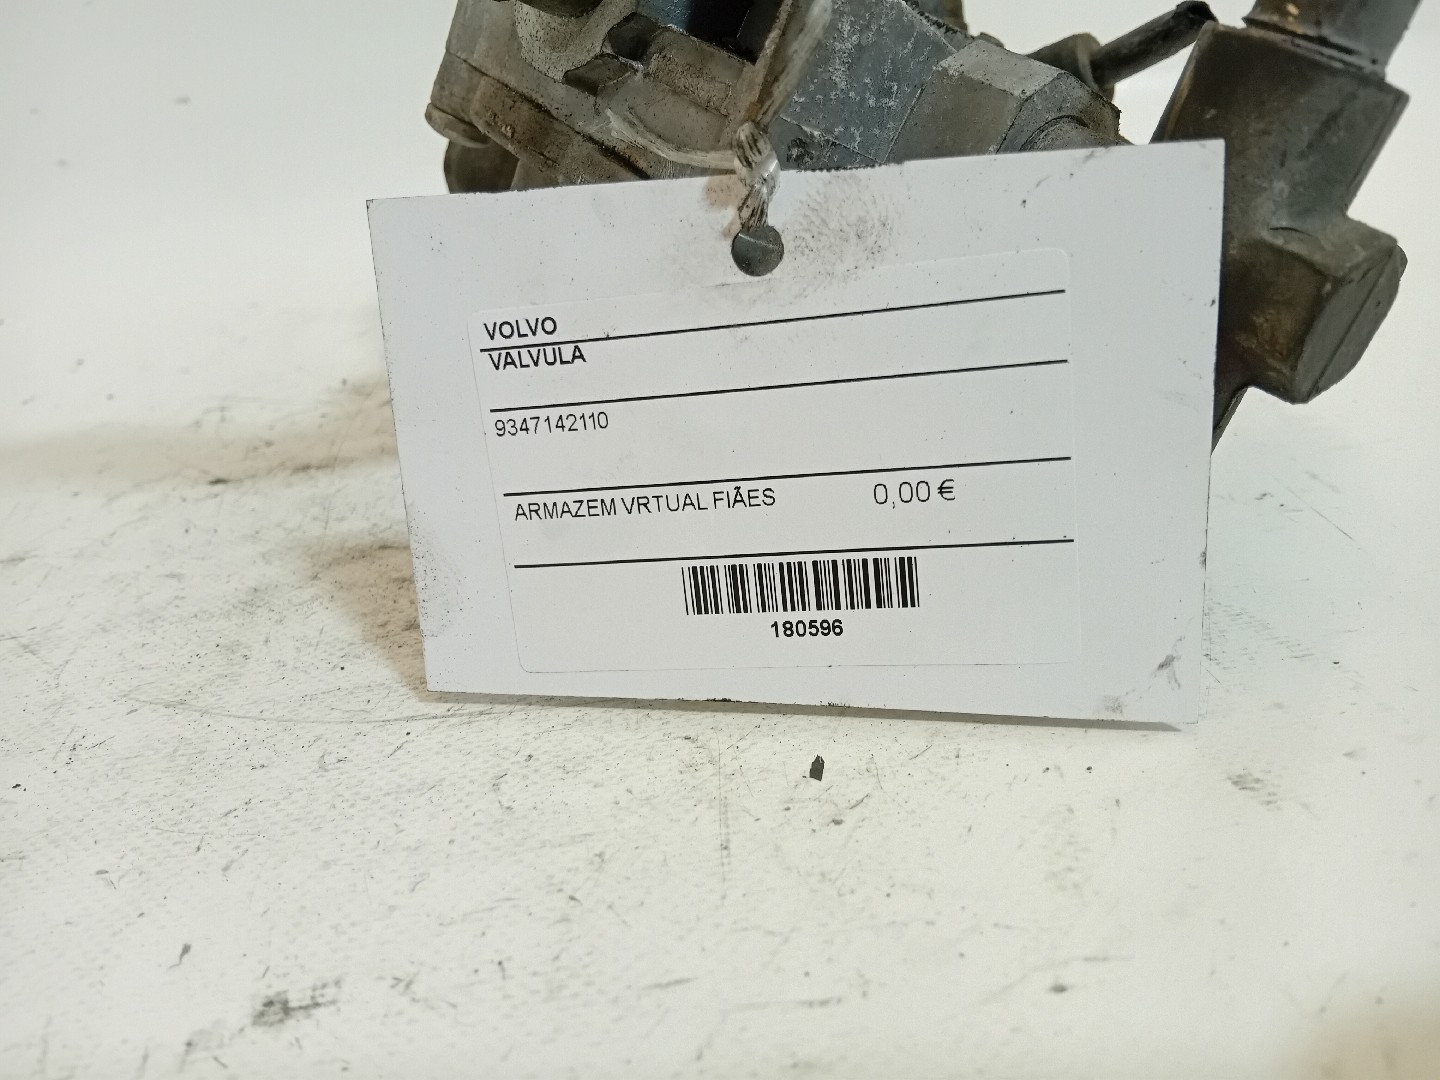 VOLVO
VALVULA
9347142110
ARMAZEM VRTUAL FIÃES 0,00 €
180596